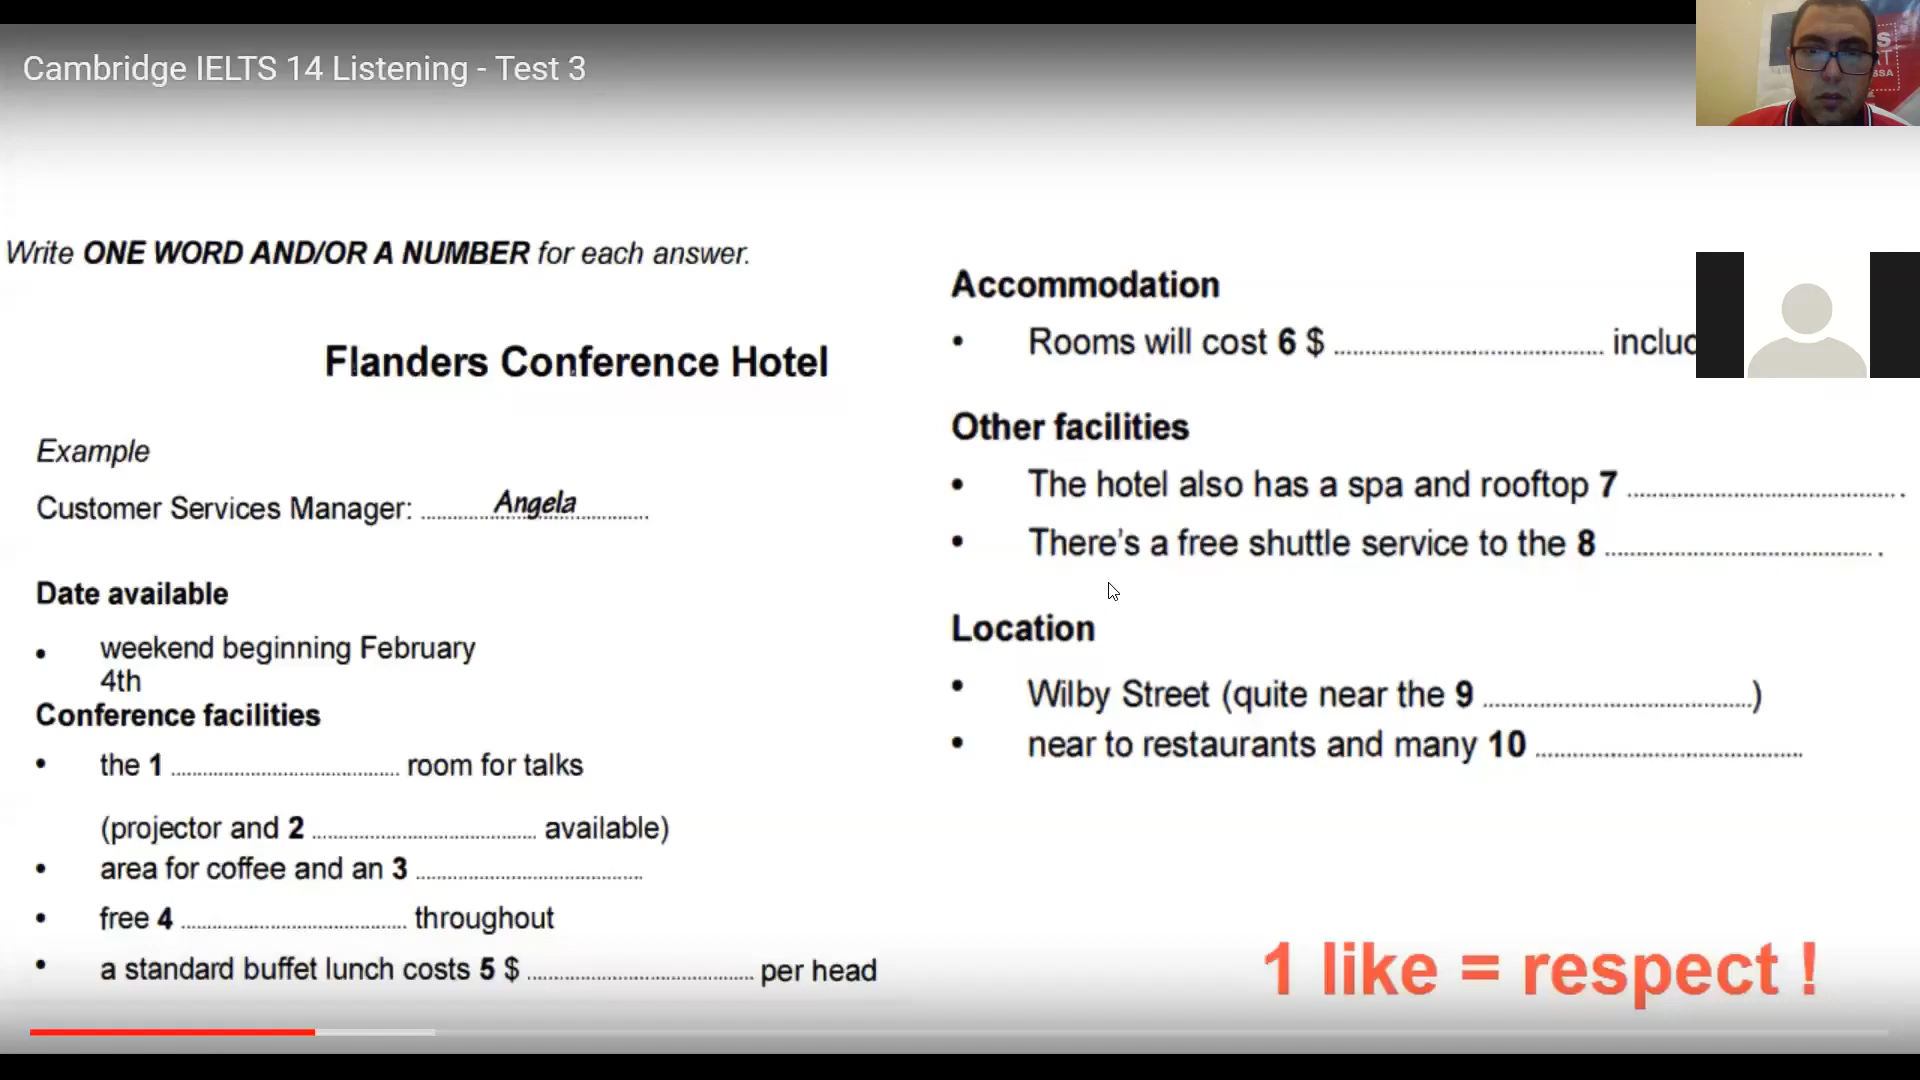 Cambridge IELTS 14 Listening - Test 3
Write ONE WORD AND/OR A NUMBER for each answer.
Flanders Conference Hotel
Example
Customer Services Manager: ........ Angela ........
Date available
• weekend beginning February
4th
Conference facilities
• the 1 ........ room for talks
(projector and 2 ........ available)
• area for coffee and an 3 ........
• free 4 ........ throughout
• a standard buffet lunch costs 5 $ ........ per head
Accommodation
• Rooms will cost 6 $ ........ includ
Other facilities
• The hotel also has a spa and rooftop 7 ........ .
• There's a free shuttle service to the 8 ........ .
Location
• Wilby Street (quite near the 9 ........)
• near to restaurants and many 10 ........
1 like = respect !